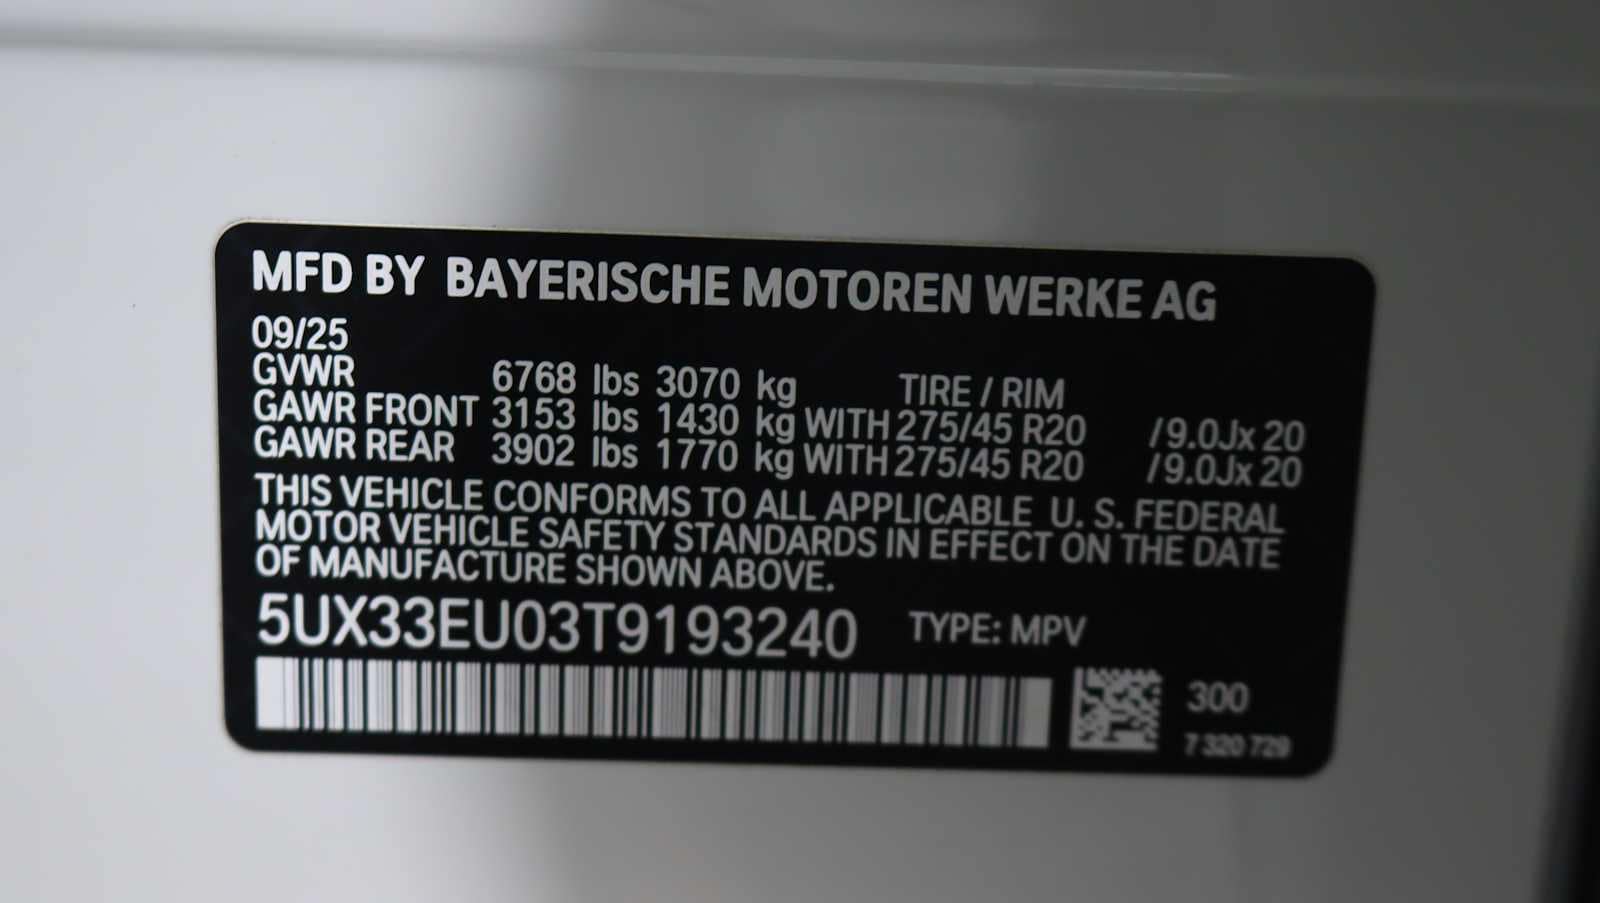 MFD BY BAYERISCHE MOTOREN WERKE AG
09/25
GVWR 6768 lbs 3070 kg TIRE / RIM
GAWR FRONT 3153 lbs 1430 kg WITH 275/45 R20 /9.0Jx 20
GAWR REAR 3902 lbs 1770 kg WITH 275/45 R20 /9.0Jx 20
THIS VEHICLE CONFORMS TO ALL APPLICABLE U. S. FEDERAL
MOTOR VEHICLE SAFETY STANDARDS IN EFFECT ON THE DATE
OF MANUFACTURE SHOWN ABOVE.
5UX33EU03T9193240 TYPE: MPV
300
7 320 729